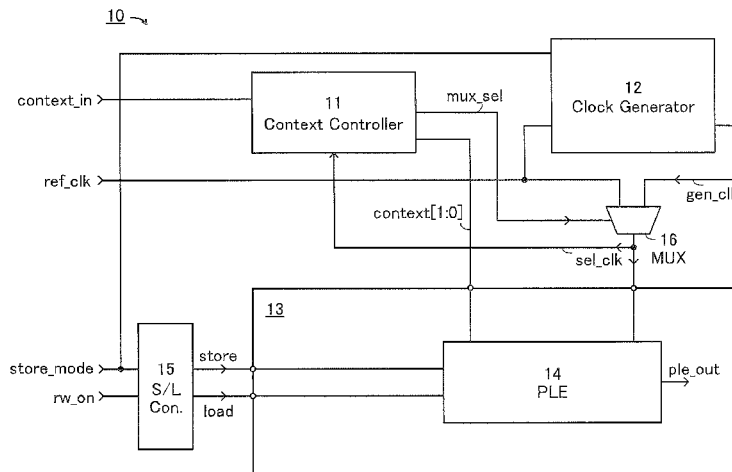 10
11
Context Controller
12
Clock Generator
context_in
mux_sel
ref_clk
gen_cl
context[1:0]
16
MUX
sel_clk
13
store_mode
15
S/L
Con.
store
14
PLE
ple_out
rw_on
load